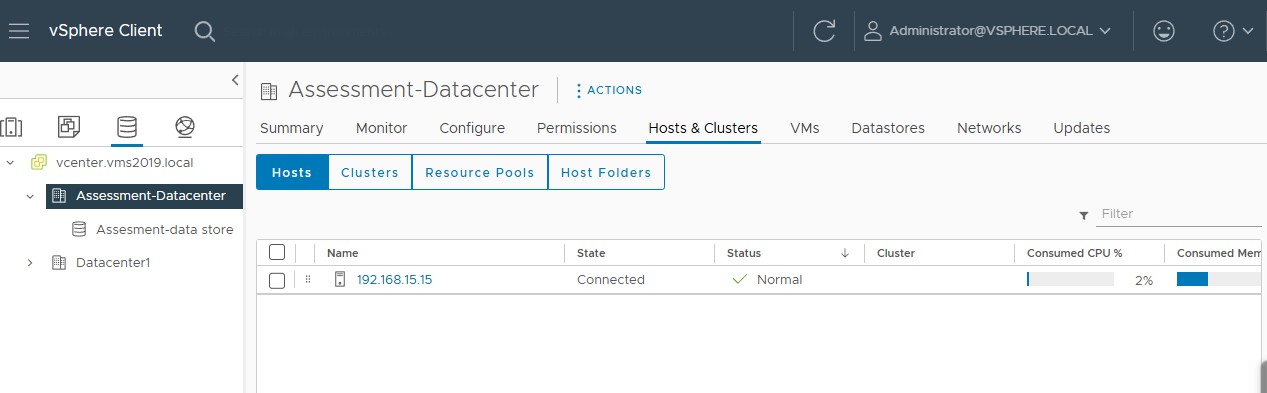 vSphere Client
Administrator@VSPHERE.LOCAL
Assessment-Datacenter
ACTIONS
Summary Monitor Configure Permissions Hosts & Clusters VMs Datastores Networks Updates
vcenter.vms2019.local
Assessment-Datacenter
Assesment-data store
Datacenter1
Hosts Clusters Resource Pools Host Folders
Filter
Name State Status Cluster Consumed CPU % Consumed Mem
192.168.15.15 Connected Normal 2%